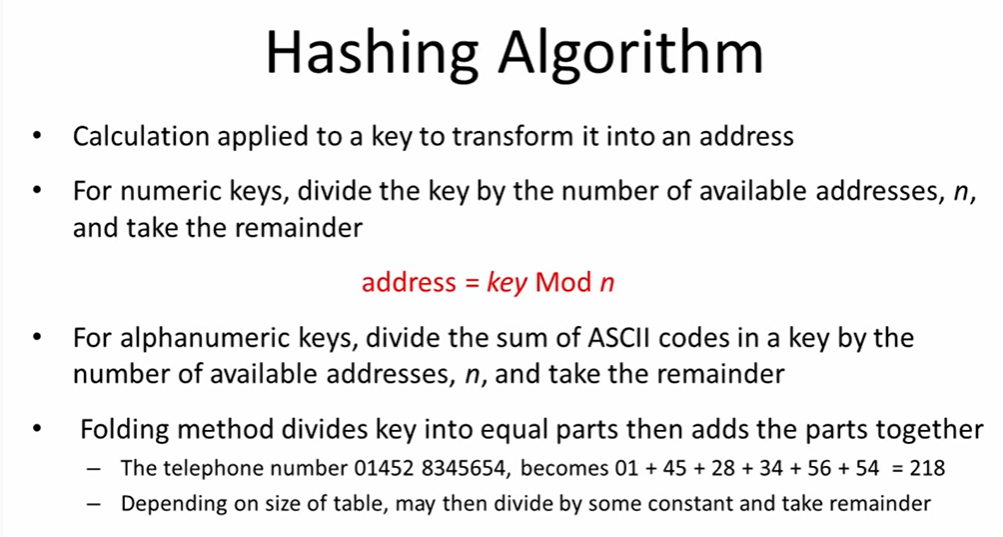 Hashing Algorithm
• Calculation applied to a key to transform it into an address
• For numeric keys, divide the key by the number of available addresses, n,
and take the remainder
address = key Mod n
• For alphanumeric keys, divide the sum of ASCII codes in a key by the
number of available addresses, n, and take the remainder
• Folding method divides key into equal parts then adds the parts together
– The telephone number 01452 8345654, becomes 01 + 45 + 28 + 34 + 56 + 54 = 218
– Depending on size of table, may then divide by some constant and take remainder